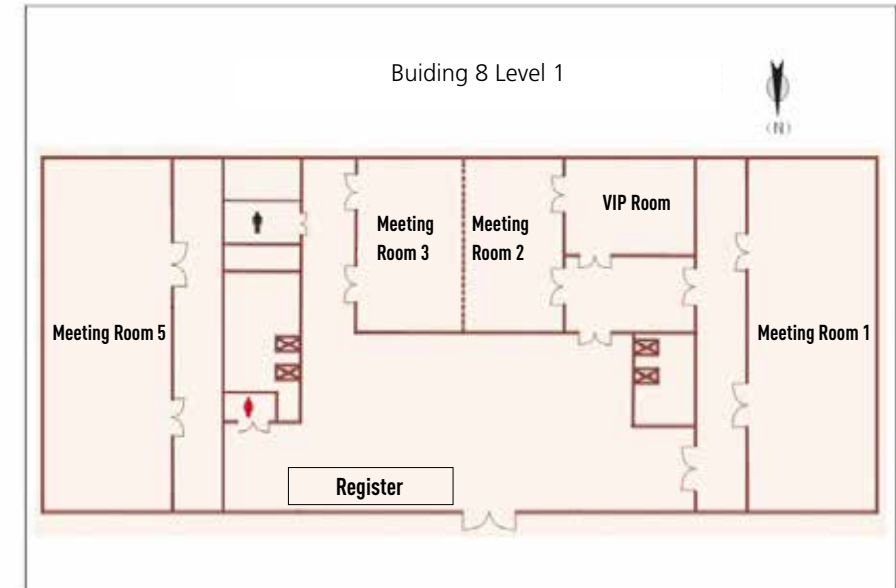 Buiding 8 Level 1
(N)
VIP Room
Meeting
Room 3
Meeting
Room 2
Meeting Room 5
Meeting Room 1
Register